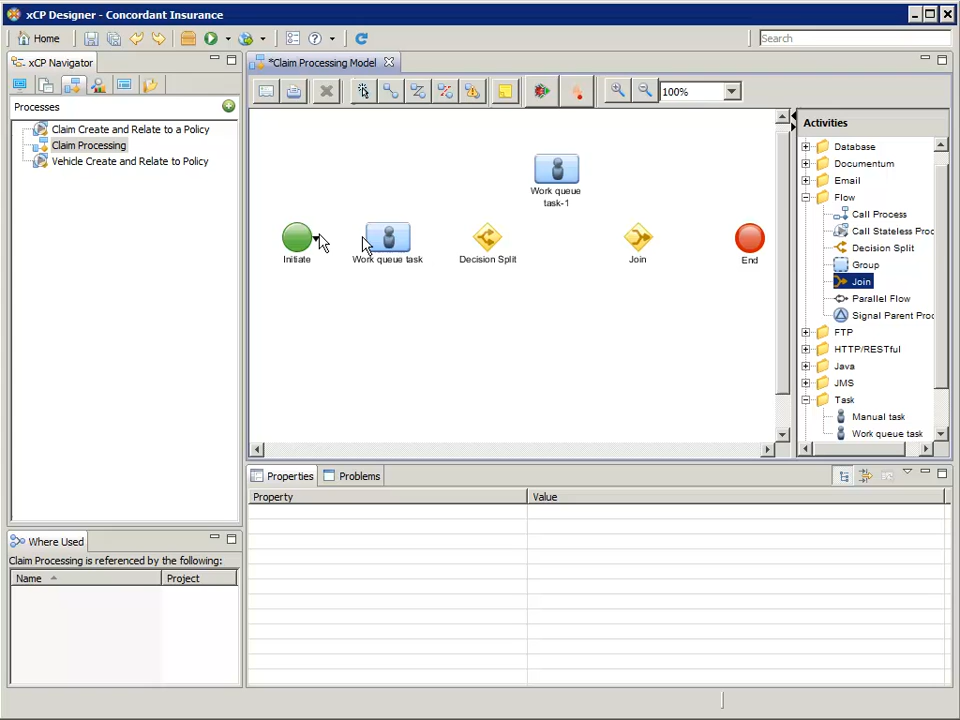 xCP Designer - Concordant Insurance
Home
Search
xCP Navigator
*Claim Processing Model
100%
Processes
Claim Create and Relate to a Policy
Claim Processing
Vehicle Create and Relate to Policy
Work queue
task-1
Initiate
Work queue task
Decision Split
Join
End
Activities
Database
Documentum
Email
Flow
Call Process
Call Stateless Proc
Decision Split
Group
Join
Parallel Flow
Signal Parent Proc
FTP
HTTP/RESTful
Java
JMS
Task
Manual task
Work queue task
Properties
Problems
Property
Value
Where Used
Claim Processing is referenced by the following:
Name
Project